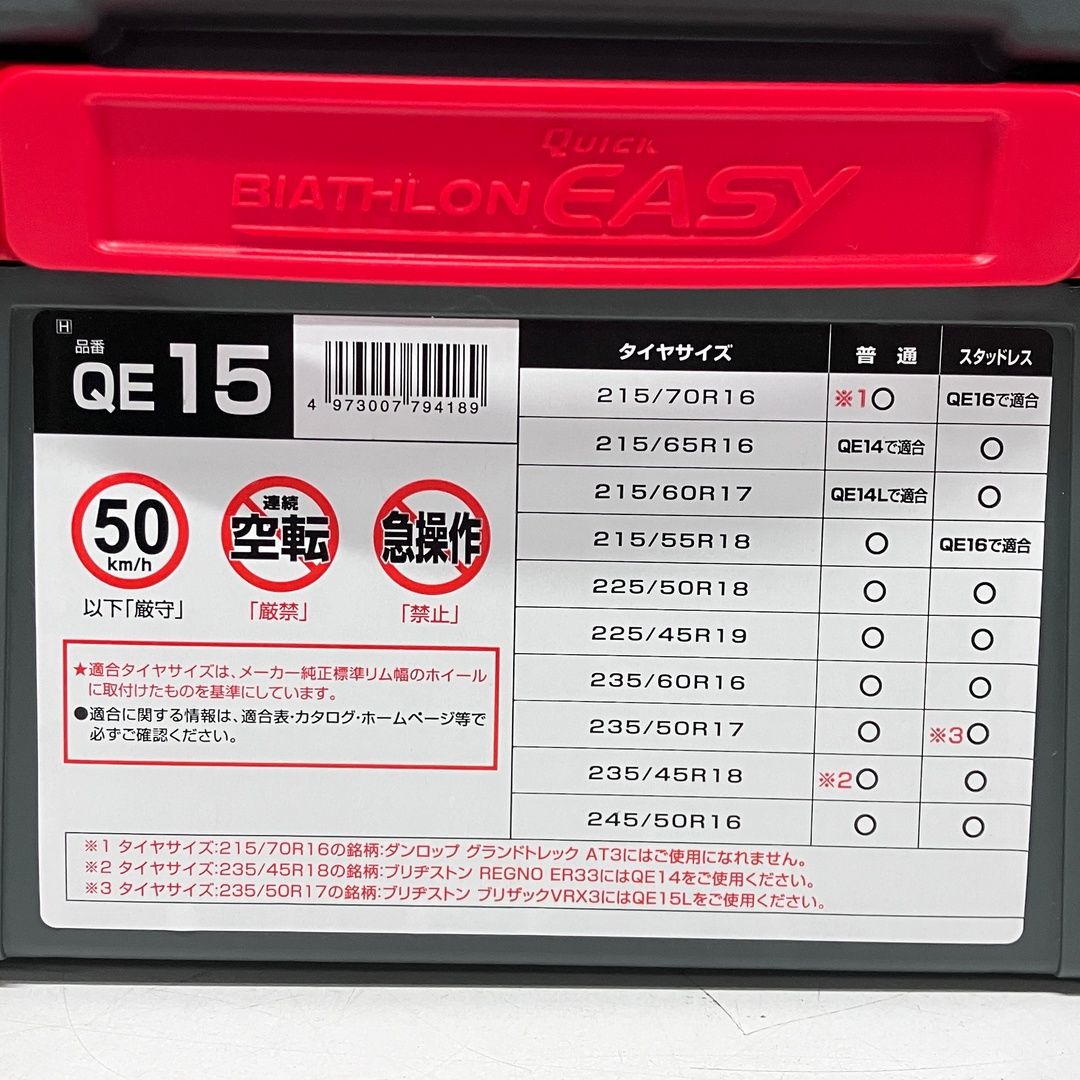 QUICK
BIATHLON EASY
H
品番
QE15
4 973007 794189
50
km/h
以下「厳守」
連続
空転
「厳禁」
急操作
「禁止」
★適合タイヤサイズは、メーカー純正標準リム幅のホイール
に取付けたものを基準にしています。
●適合に関する情報は、適合表・カタログ・ホームページ等で
必ずご確認ください。
タイヤサイズ 普通 スタッドレス
215/70R16 ※1○ QE16で適合
215/65R16 QE14で適合 ○
215/60R17 QE14Lで適合 ○
215/55R18 ○ QE16で適合
225/50R18 ○ ○
225/45R19 ○ ○
235/60R16 ○ ○
235/50R17 ○ ※3○
235/45R18 ※2○ ○
245/50R16 ○ ○
※1 タイヤサイズ:215/70R16の銘柄:ダンロップ グランドトレック AT3にはご使用になれません。
※2 タイヤサイズ:235/45R18の銘柄:ブリヂストン REGNO ER33にはQE14をご使用ください。
※3 タイヤサイズ:235/50R17の銘柄:ブリヂストン ブリザックVRX3にはQE15Lをご使用ください。